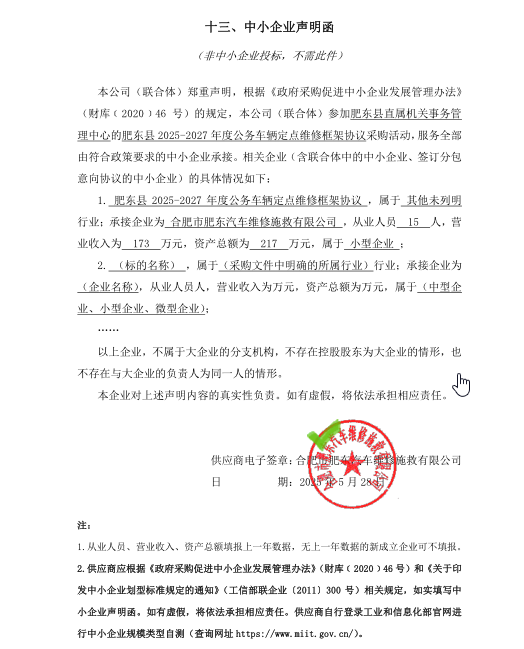 十三、中小企业声明函
（非中小企业投标，不需此件）
本公司（联合体）郑重声明，根据《政府采购促进中小企业发展管理办法》
（财库﹝2020﹞46 号）的规定，本公司（联合体）参加肥东县直属机关事务管
理中心的肥东县 2025-2027 年度公务车辆定点维修框架协议采购活动，服务全部
由符合政策要求的中小企业承接。相关企业（含联合体中的中小企业、签订分包
意向协议的中小企业）的具体情况如下：
1. 肥东县 2025-2027 年度公务车辆定点维修框架协议 ，属于 其他未列明
行业；承接企业为 合肥市肥东汽车维修施救有限公司 ，从业人员 15 人，营
业收入为 173 万元，资产总额为 217 万元，属于 小型企业 ；
2. （标的名称） ，属于（采购文件中明确的所属行业）行业；承接企业为
（企业名称），从业人员人，营业收入为万元，资产总额为万元，属于（中型企
业、小型企业、微型企业)；
……
以上企业，不属于大企业的分支机构，不存在控股股东为大企业的情形，也
不存在与大企业的负责人为同一人的情形。
本企业对上述声明内容的真实性负责。如有虚假，将依法承担相应责任。
供应商电子签章：合肥市肥东汽车维修施救有限公司
日 期：2025 年 5 月 28 日
合肥市肥东汽车维修施救有限公司
注：
1.从业人员、营业收入、资产总额填报上一年数据，无上一年数据的新成立企业可不填报。
2.供应商应根据《政府采购促进中小企业发展管理办法》（财库﹝2020﹞46 号）和《关于印
发中小企业划型标准规定的通知》（工信部联企业〔2011〕300 号）相关规定，如实填写中
小企业声明函。如有虚假，将依法承担相应责任。供应商自行登录工业和信息化部官网进
行中小企业规模类型自测（查询网址 https://www.miit.gov.cn/）。